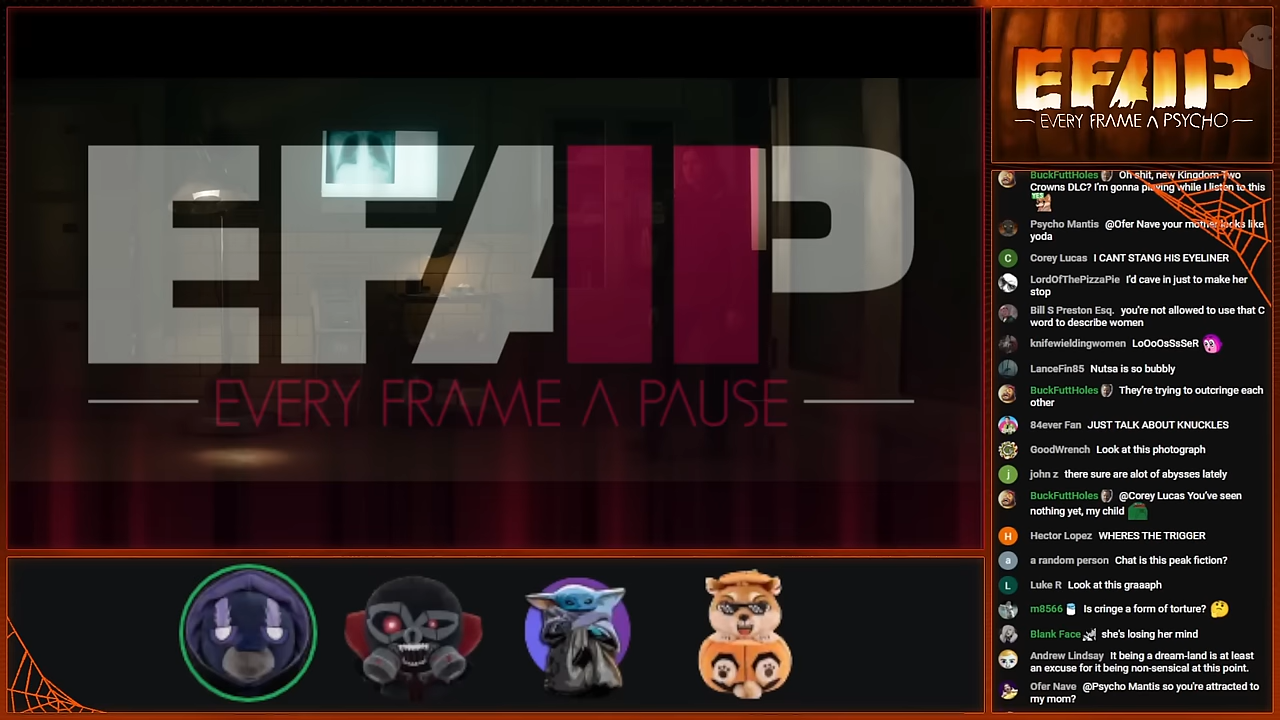 EFAP
EVERY FRAME A PAUSE
EFAP
EVERY FRAME A PSYCHO
BuckFuttHoles Oh shit, new Kingdom Two
Crowns DLC? I'm gonna playing while I listen to this
YES
Psycho Mantis @Ofer Nave your mother looks like
yoda
C
Corey Lucas I CANT STANG HIS EYELINER
LordOfThePizzaPie I'd cave in just to make her
stop
Bill S Preston Esq. you're not allowed to use that C
word to describe women
knifewieldingwomen LoOoOsSsSeR
LanceFin85 Nutsa is so bubbly
BuckFuttHoles They're trying to outcringe each
other
84ever Fan JUST TALK ABOUT KNUCKLES
GoodWrench Look at this photograph
j
john z there sure are alot of abysses lately
BuckFuttHoles @Corey Lucas You've seen
nothing yet, my child
H
Hector Lopez WHERES THE TRIGGER
a
a random person Chat is this peak fiction?
L
Luke R Look at this graaaph
m8566 Is cringe a form of torture?
Blank Face she's losing her mind
Andrew Lindsay It being a dream-land is at least
an excuse for it being non-sensical at this point.
Ofer Nave @Psycho Mantis so you're attracted to
my mom?